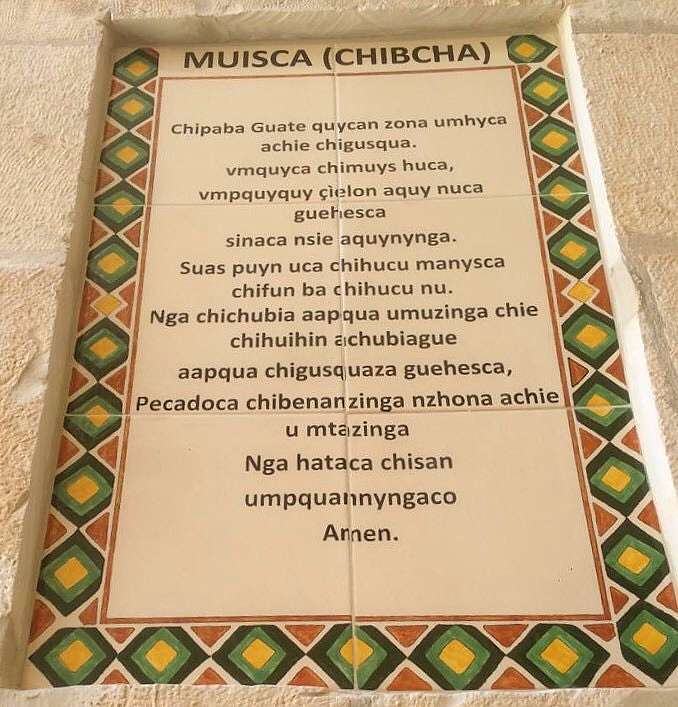 MUISCA (CHIBCHA)
Chipaba Guate quycan zona umhyca
achie chigusqua.
vmquyca chimuys huca,
vmpquyquy çielon aquy nuca
guehesca
sinaca nsie aquynynga.
Suas puyn uca chihucu manysca
chifun ba chihucu nu.
Nga chichubia aapqua umuzinga chie
chihuihin achubiague
aapqua chigusquaza guehesca,
Pecadoca chibenanzinga nzhona achie
u mtazinga
Nga hataca chisan
umpquannyngaco
Amen.